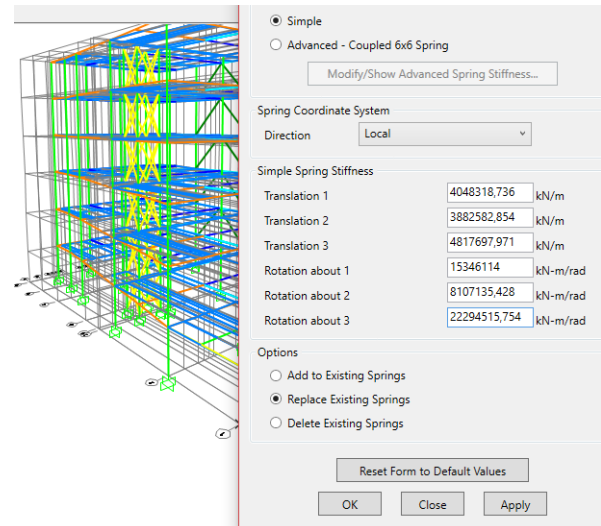 Simple
Advanced - Coupled 6x6 Spring
Modify/Show Advanced Spring Stiffness...
Spring Coordinate System
Direction Local
Simple Spring Stiffness
Translation 1 4048318,736 kN/m
Translation 2 3882582,854 kN/m
Translation 3 4817697,971 kN/m
Rotation about 1 15346114 kN-m/rad
Rotation about 2 8107135,428 kN-m/rad
Rotation about 3 22294515,754 kN-m/rad
Options
Add to Existing Springs
Replace Existing Springs
Delete Existing Springs
Reset Form to Default Values
OK Close Apply